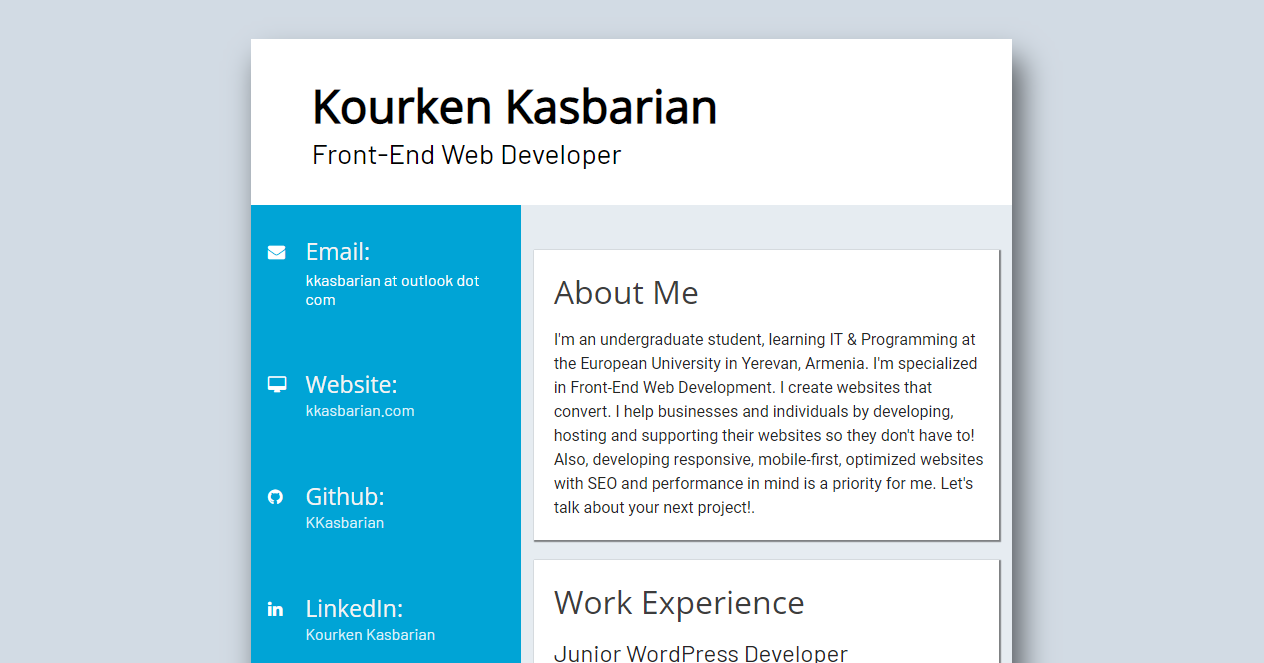 Kourken Kasbarian
Front-End Web Developer
Email:
kkasbarian at outlook dot
com
Website:
kkasbarian.com
Github:
KKasbarian
LinkedIn:
Kourken Kasbarian
About Me
I'm an undergraduate student, learning IT & Programming at
the European University in Yerevan, Armenia. I'm specialized
in Front-End Web Development. I create websites that
convert. I help businesses and individuals by developing,
hosting and supporting their websites so they don't have to!
Also, developing responsive, mobile-first, optimized websites
with SEO and performance in mind is a priority for me. Let's
talk about your next project!.
Work Experience
Junior WordPress Developer